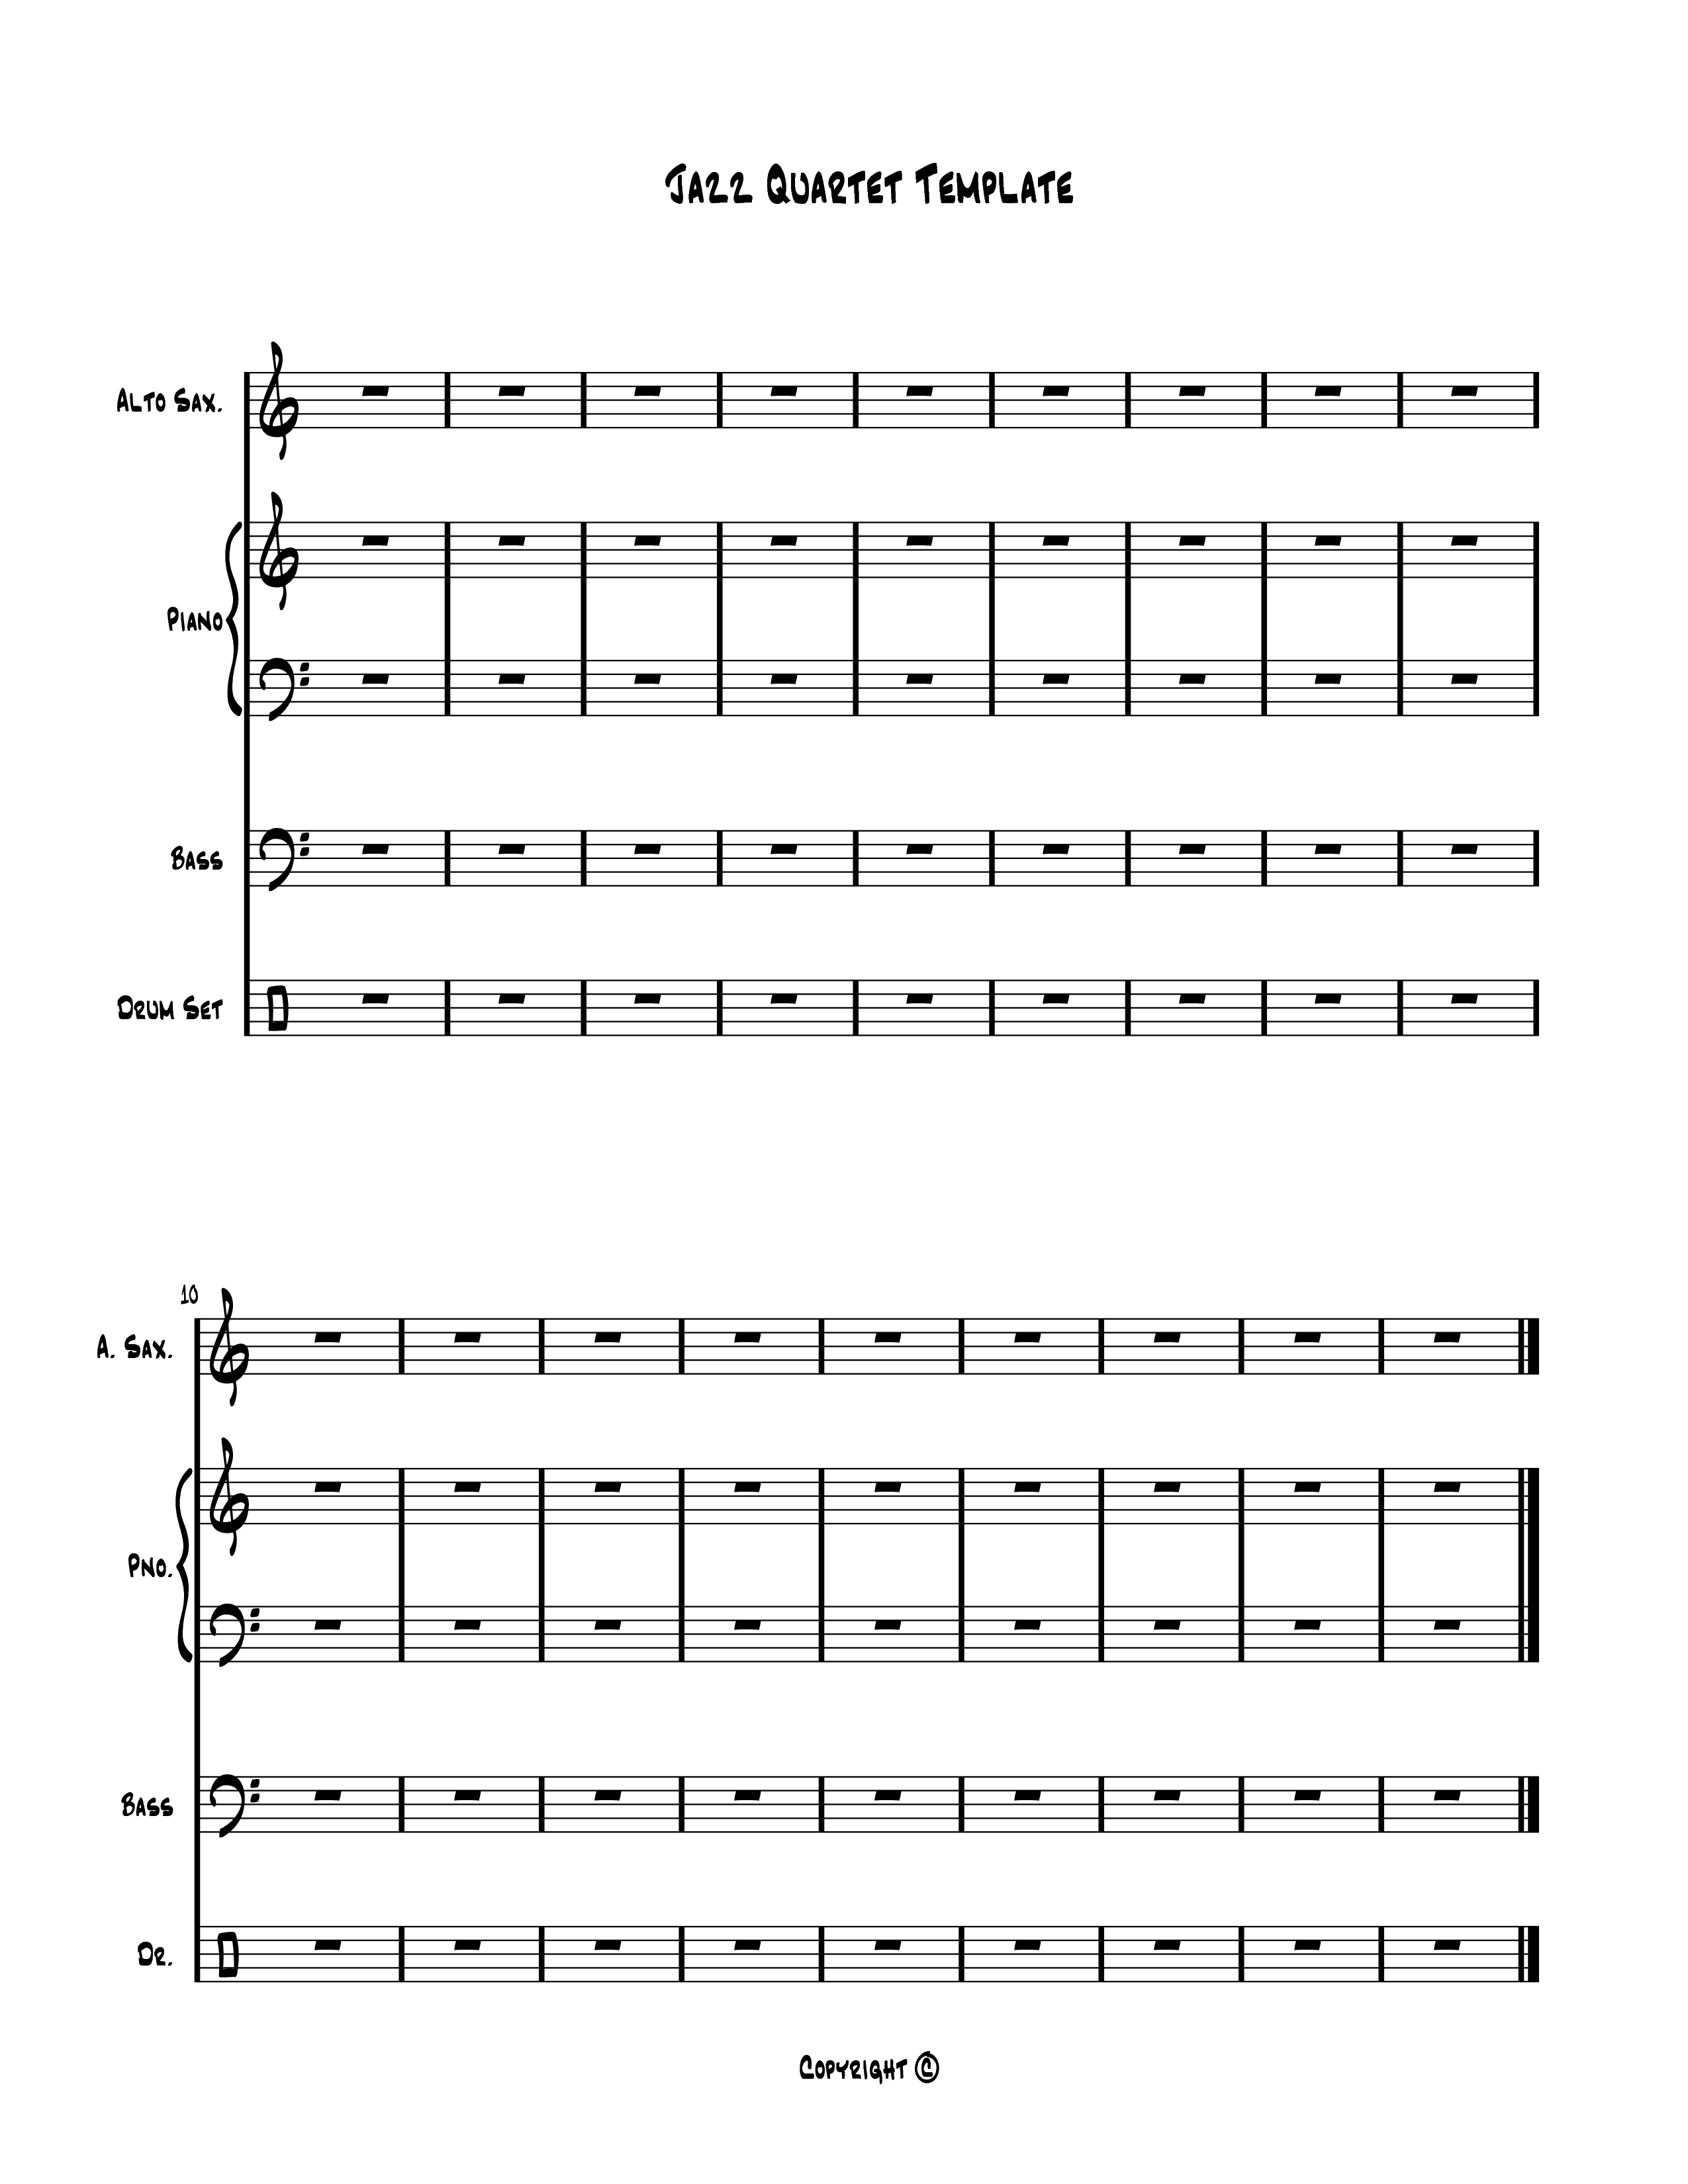 Jazz Quartet Template
Alto Sax.
Piano
Bass
Drum Set
10
A. Sax.
Pno.
Bass
Dr.
Copyright ©